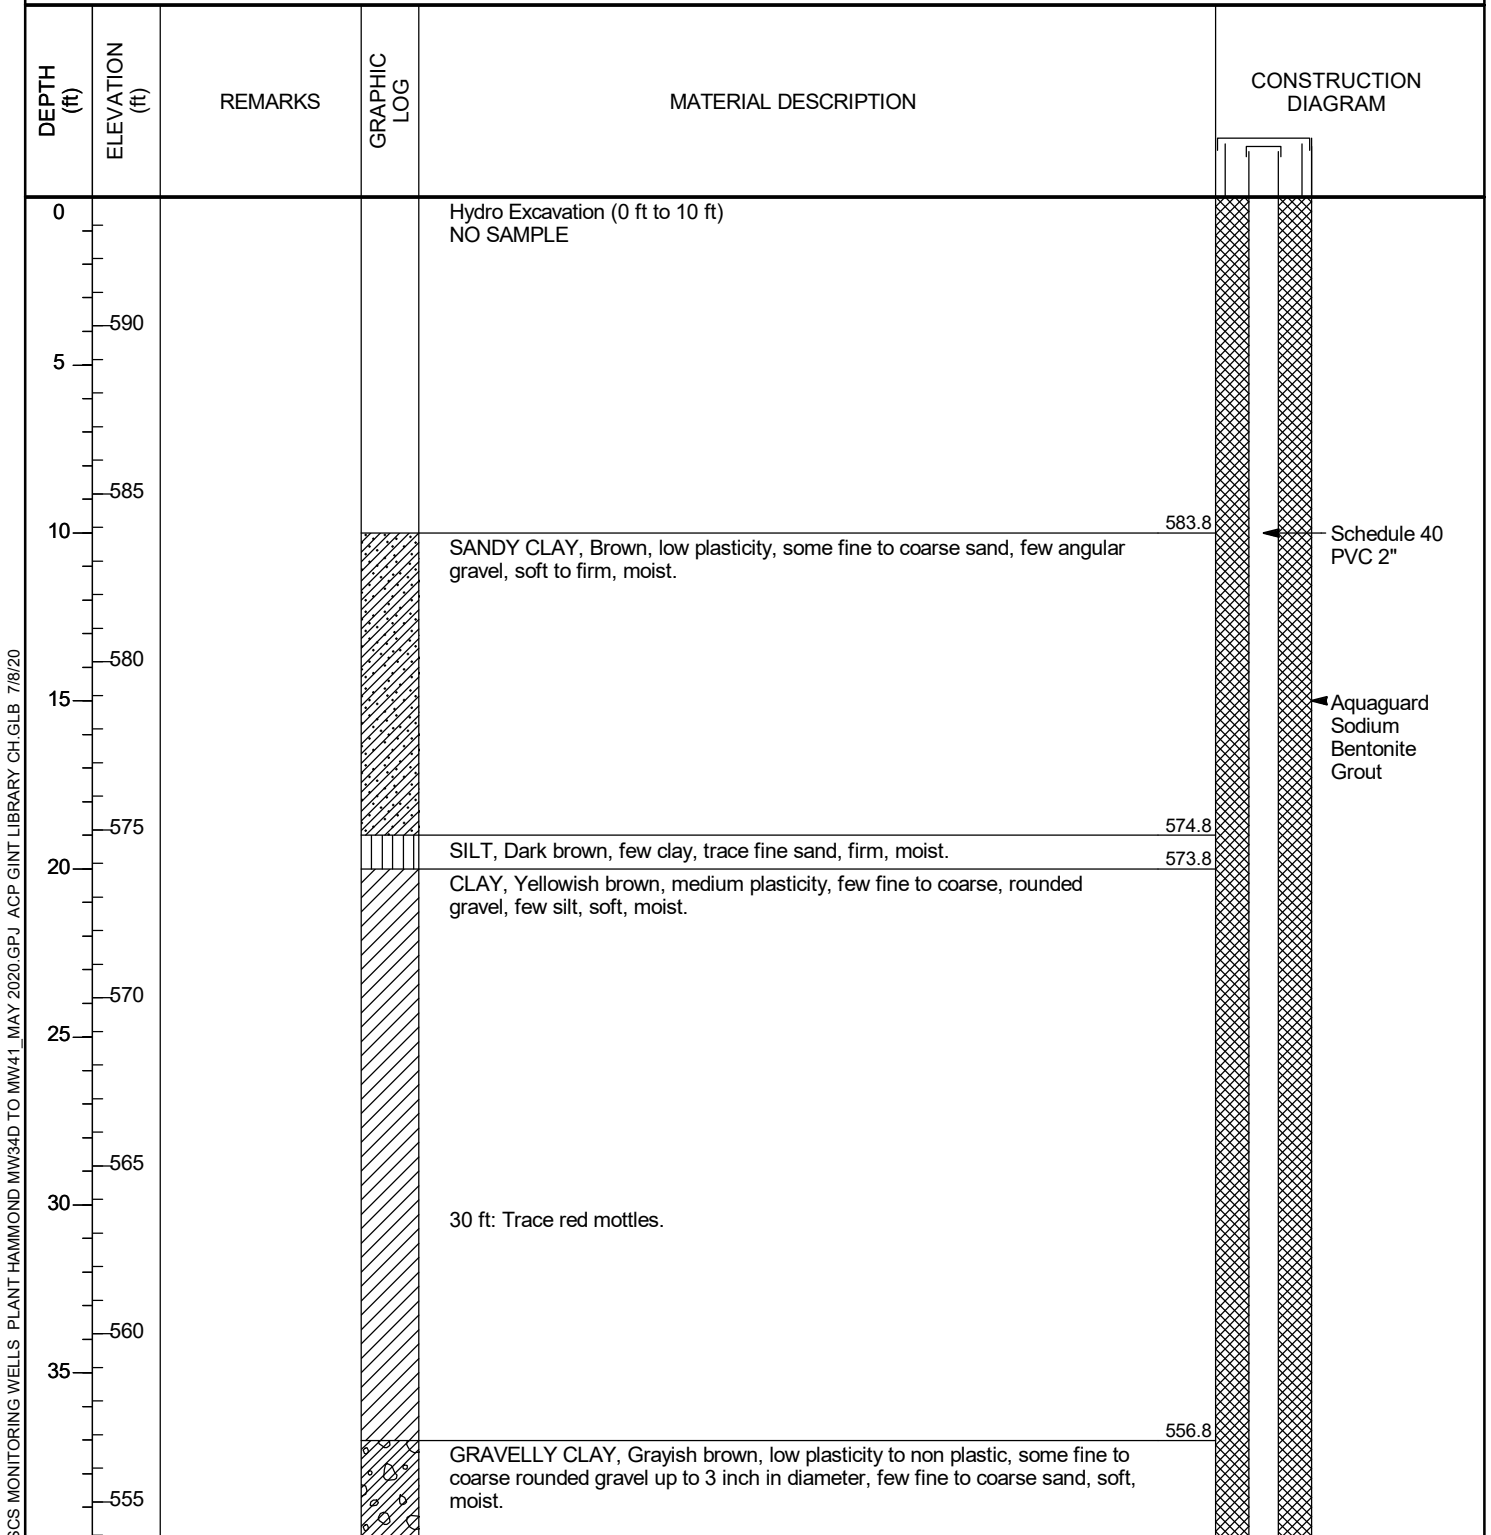 DEPTH
(ft)
ELEVATION
(ft)
REMARKS
GRAPHIC
LOG
MATERIAL DESCRIPTION
CONSTRUCTION
DIAGRAM
0
Hydro Excavation (0 ft to 10 ft)
NO SAMPLE
590
5
585
10
583.8
SANDY CLAY, Brown, low plasticity, some fine to coarse sand, few angular
gravel, soft to firm, moist.
Schedule 40
PVC 2"
580
15
Aquaguard
Sodium
Bentonite
Grout
575
574.8
SILT, Dark brown, few clay, trace fine sand, firm, moist.
573.8
20
CLAY, Yellowish brown, medium plasticity, few fine to coarse, rounded
gravel, few silt, soft, moist.
570
25
565
30
30 ft: Trace red mottles.
560
35
556.8
GRAVELLY CLAY, Grayish brown, low plasticity to non plastic, some fine to
coarse rounded gravel up to 3 inch in diameter, few fine to coarse sand, soft,
moist.
555
SCS MONITORING WELLS PLANT HAMMOND MW34D TO MW41_MAY 2020.GPJ ACP GINT LIBRARY CH.GLB 7/8/20